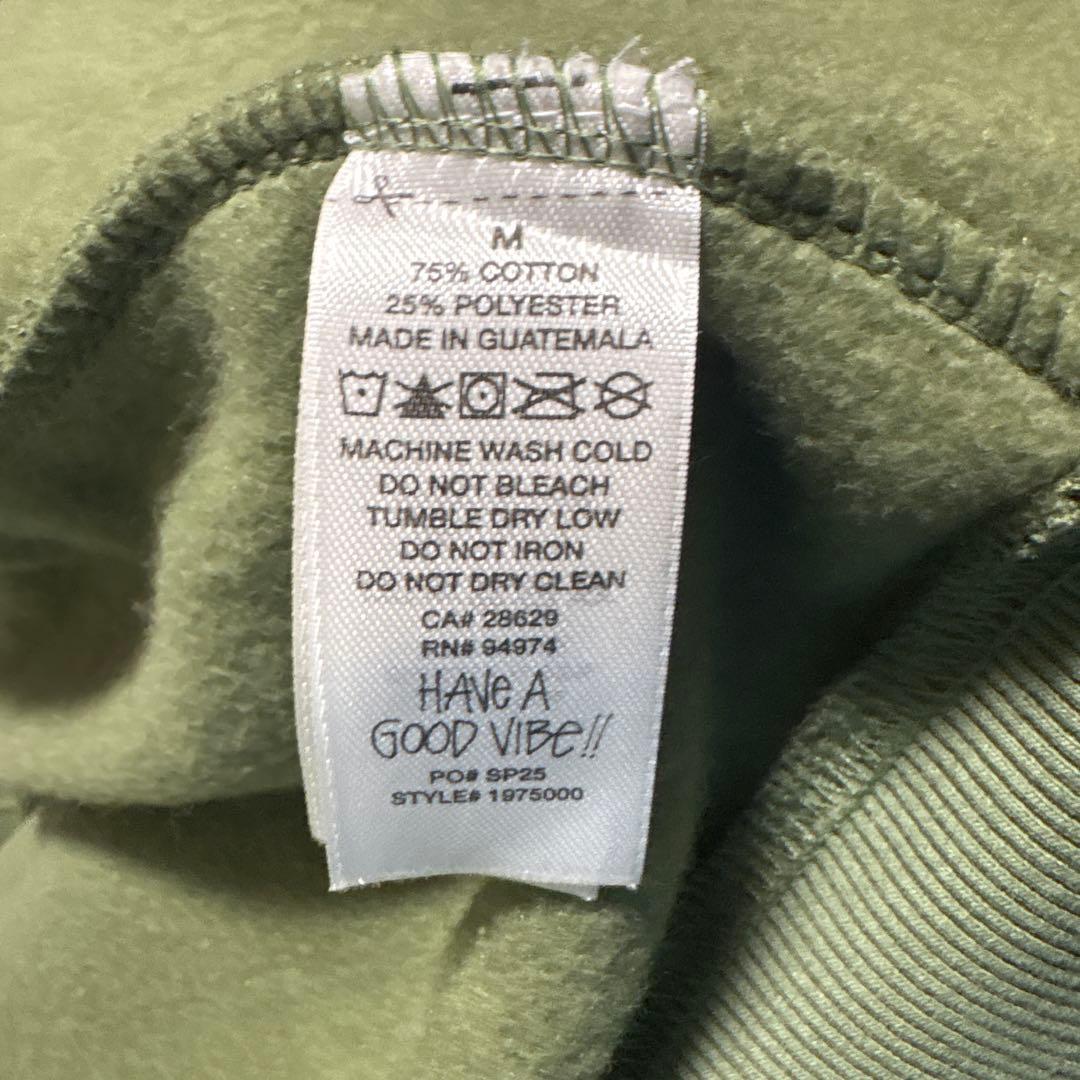 M
75% COTTON
25% POLYESTER
MADE IN GUATEMALA
MACHINE WASH COLD
DO NOT BLEACH
TUMBLE DRY LOW
DO NOT IRON
DO NOT DRY CLEAN
CA# 28629
RN# 94974
HAVE A
GOOD VIBE!!
PO# SP25
STYLE# 1975000